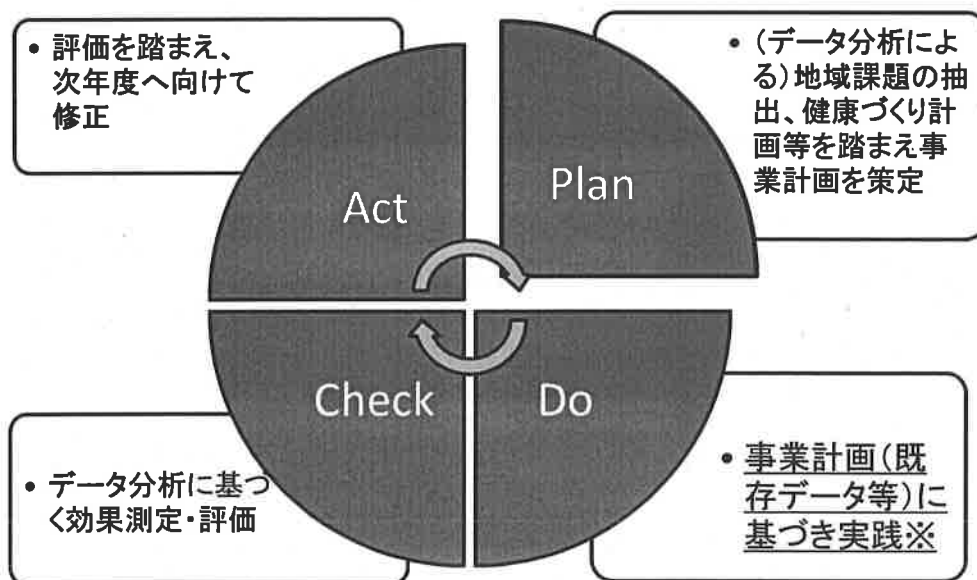 • 評価を踏まえ、
次年度へ向けて
修正
• (データ分析によ
る)地域課題の抽
出、健康づくり計
画等を踏まえ事
業計画を策定
Act
Plan
Check
Do
• データ分析に基づ
く効果測定・評価
• 事業計画(既
存データ等)に
基づき実践※